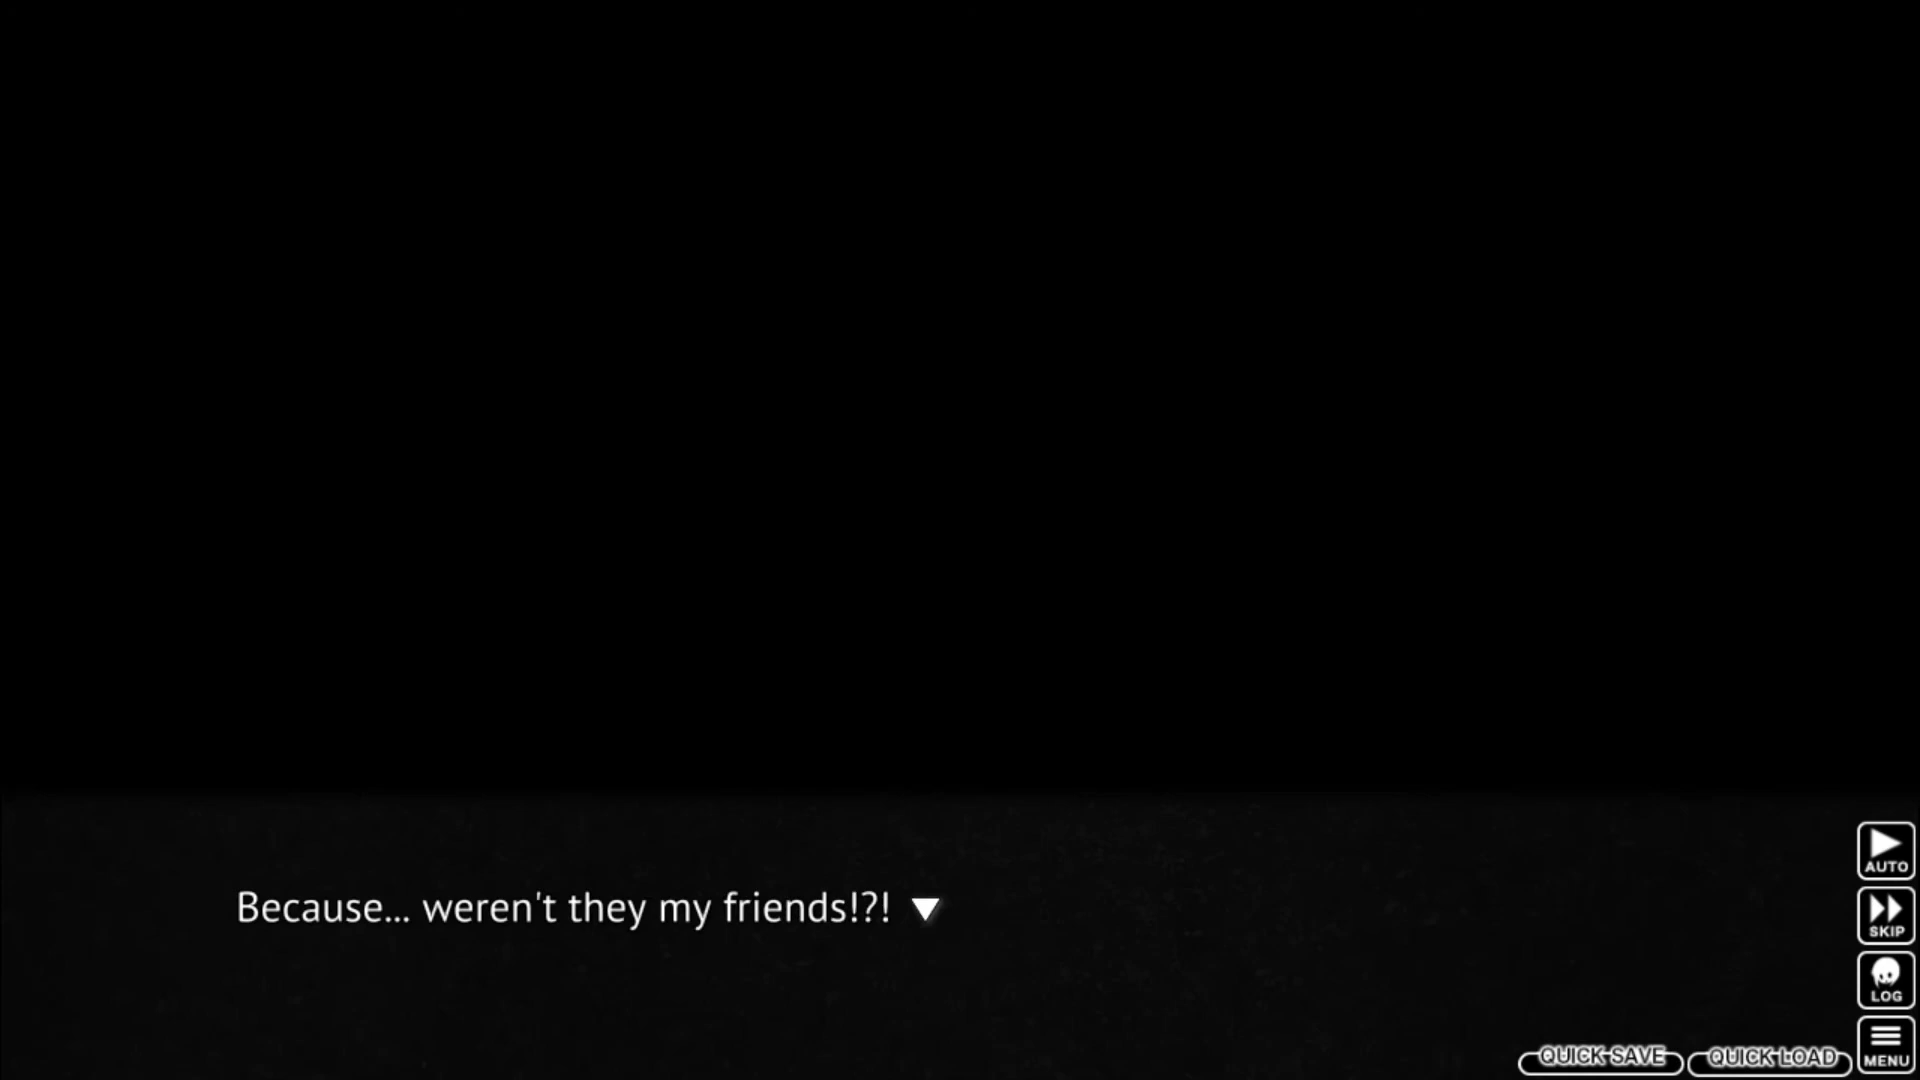 Because... weren't they my friends!?!
AUTO
SKIP
LOG
MENU
QUICK SAVE
QUICK LOAD